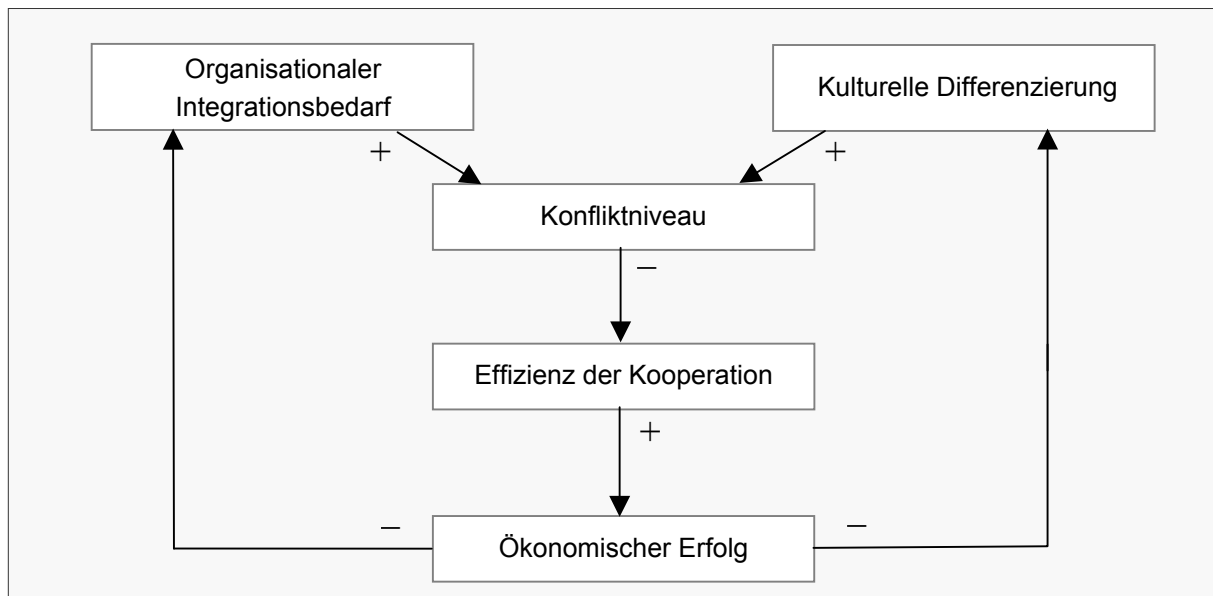 Organisationaler
Integrationsbedarf
Kulturelle Differenzierung
+
+
Konfliktniveau
–
Effizienz der Kooperation
+
–
–
Ökonomischer Erfolg